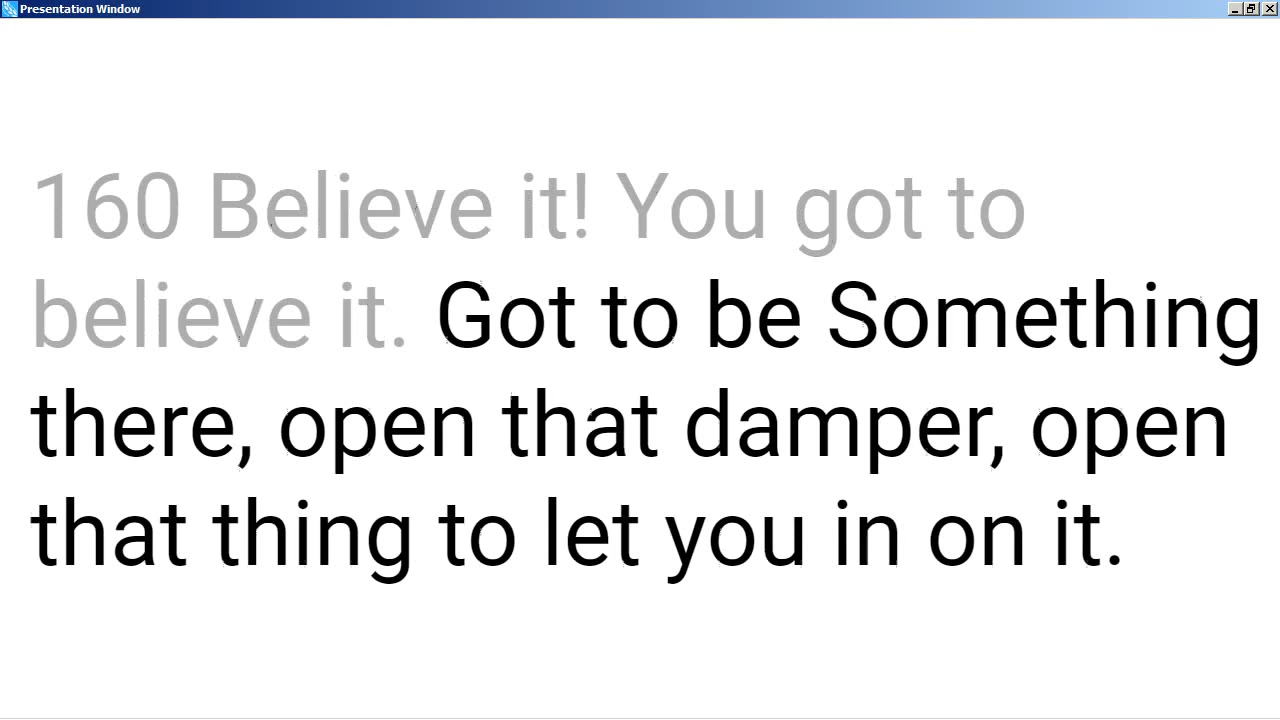 Presentation Window
160 Believe it! You got to
believe it. Got to be Something
there, open that damper, open
that thing to let you in on it.